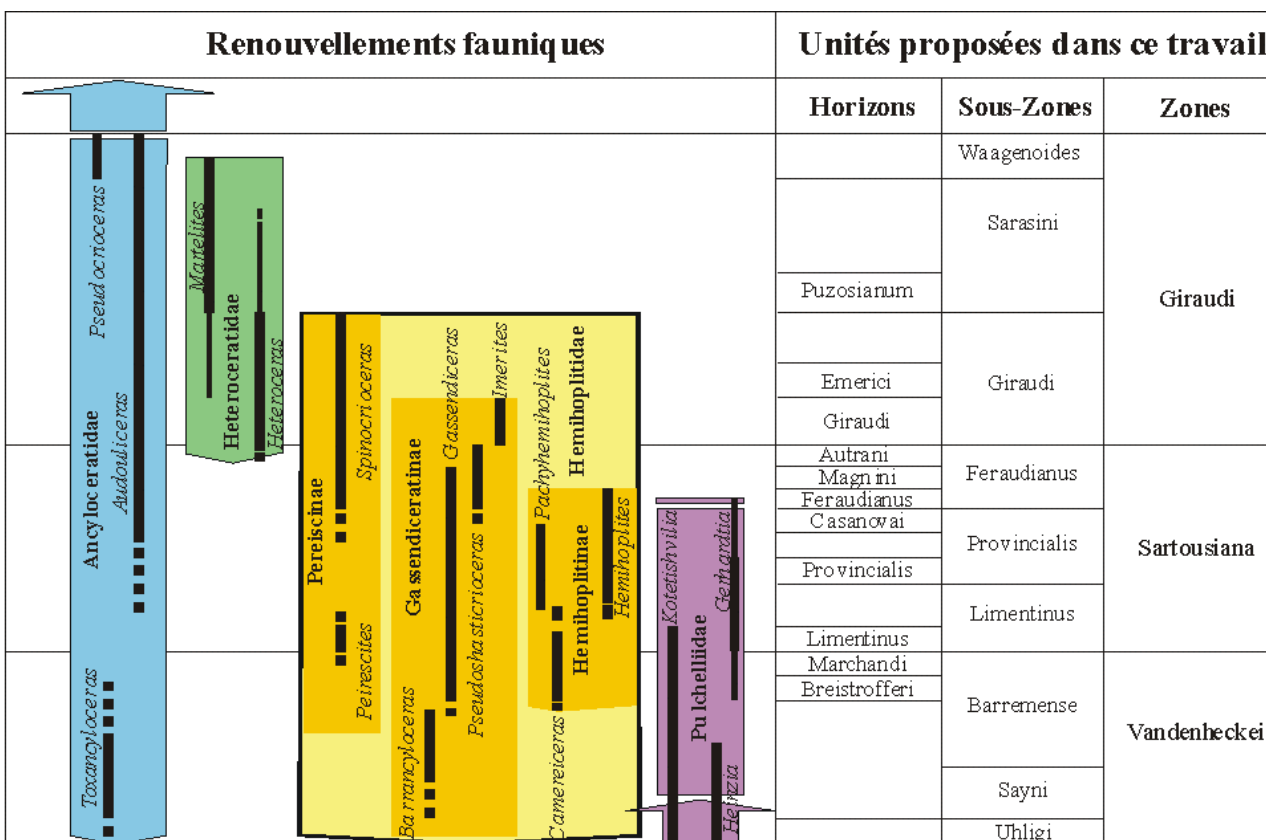 Renouvellements fauniques
Unités proposées dans ce travail
Horizons
Sous-Zones
Zones
Pseudocrioceras
Ancyloceratidae
Audouliceras
Toxancyloceras
Martelites
Heteroceratidae
Heteroceras
Pereiscinae
Spinocrioceras
Peirescites
Gassendiceratinae
Barrancyloceras
Gassendiceras
Pseudoshasticrioceras
Imerites
Pachyhemihoplites
Hemihoplitidae
Camereiceras
Hemihoplitinae
Hemihoplites
Kotetishvilia
Pulchelliidae
Gerhardtia
Heinzia
Puzosianum
Emerici
Giraudi
Autrani
Magnini
Feraudianus
Casanovai
Provincialis
Limentinus
Marchandi
Breistrofferi
Waagenoides
Sarasini
Giraudi
Feraudianus
Provincialis
Limentinus
Barremense
Sayni
Uhligi
Giraudi
Sartousiana
Vandenheckei